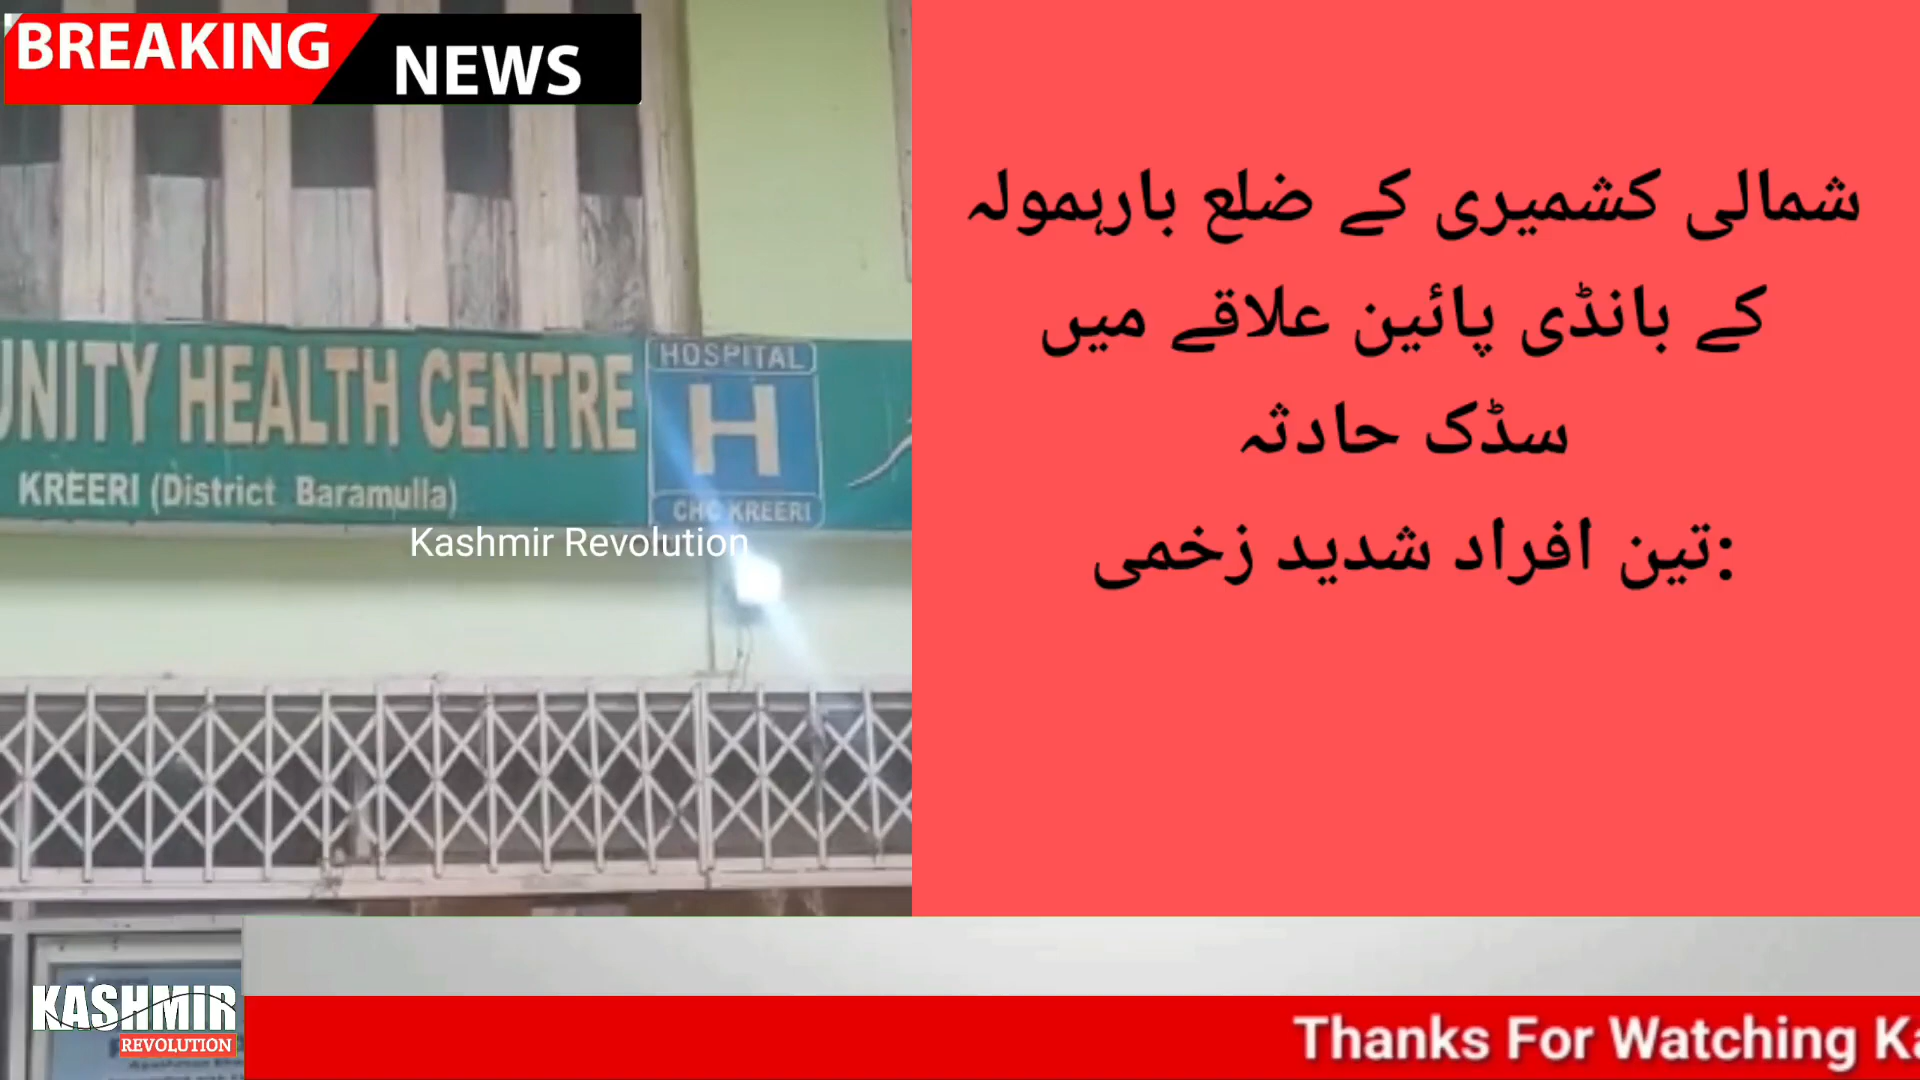 BREAKING
NEWS
UNITY HEALTH CENTRE
KREERI (District Baramulla)
HOSPITAL
H
CHC KREERI
Kashmir Revolution
شمالی کشمیری کے ضلع بارہمولہ
کے بانڈی پائین علاقے میں
سڈک حادثہ
:تین افراد شدید زخمی
KASHMIR
REVOLUTION
Thanks For Watching Ka